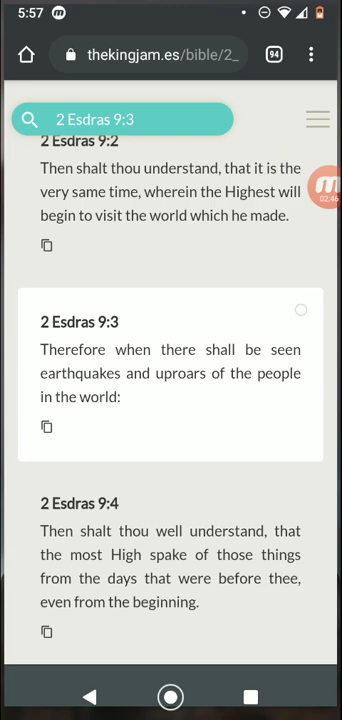 5:57
thekingjam.es/bible/2_
94
2 Esdras 9:3
2 Esdras 9:2
Then shalt thou understand, that it is the
very same time, wherein the Highest will
begin to visit the world which he made.
02:46
2 Esdras 9:3
Therefore when there shall be seen
earthquakes and uproars of the people
in the world:
2 Esdras 9:4
Then shalt thou well understand, that
the most High spake of those things
from the days that were before thee,
even from the beginning.